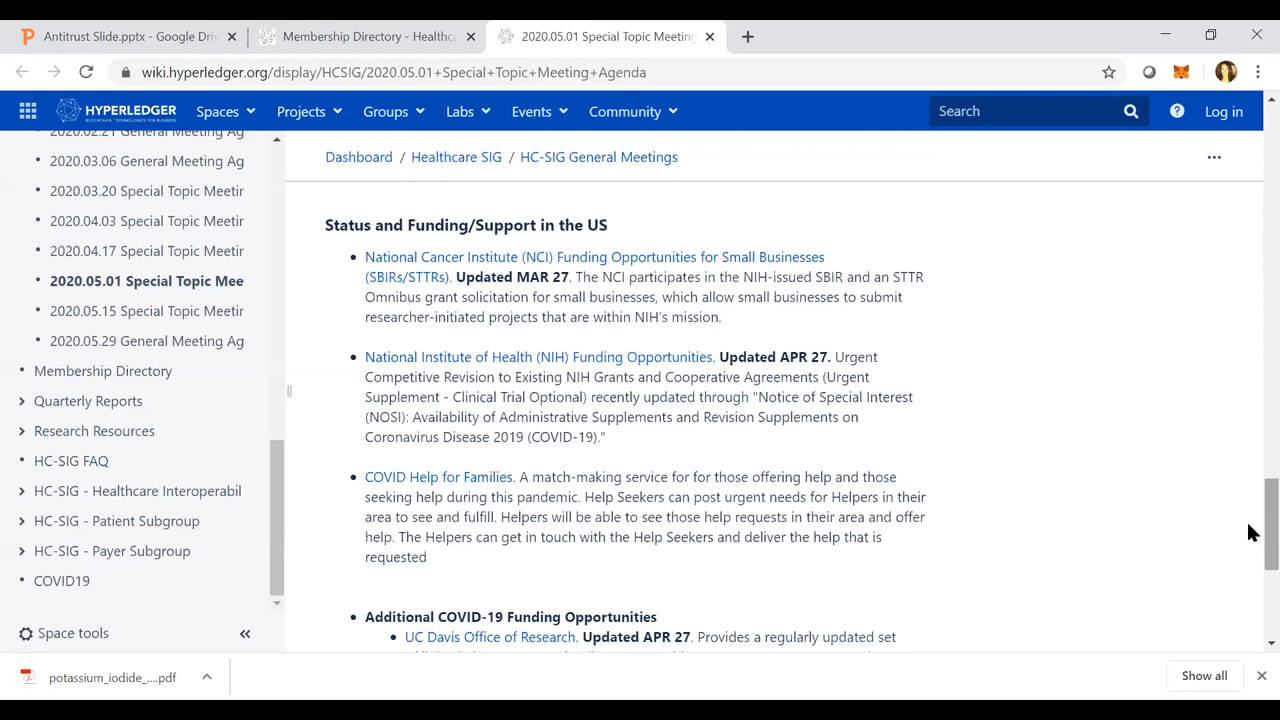 Antitrust Slide.pptx - Google Driv
Membership Directory - Healthc
2020.05.01 Special Topic Meeting
wiki.hyperledger.org/display/HCSIG/2020.05.01+Special+Topic+Meeting+Agenda
HYPERLEDGER
BLOCKCHAIN TECHNOLOGIES FOR BUSINESS
Spaces
Projects
Groups
Labs
Events
Community
Search
Log in
2020.02.21 General Meeting Ag
2020.03.06 General Meeting Ag
2020.03.20 Special Topic Meetir
2020.04.03 Special Topic Meetir
2020.04.17 Special Topic Meetir
2020.05.01 Special Topic Mee
2020.05.15 Special Topic Meetir
2020.05.29 General Meeting Ag
Membership Directory
Quarterly Reports
Research Resources
HC-SIG FAQ
HC-SIG - Healthcare Interoperabil
HC-SIG - Patient Subgroup
HC-SIG - Payer Subgroup
COVID19
Space tools
Dashboard / Healthcare SIG / HC-SIG General Meetings
Status and Funding/Support in the US
National Cancer Institute (NCI) Funding Opportunities for Small Businesses
(SBIRs/STTRs). Updated MAR 27. The NCI participates in the NIH-issued SBIR and an STTR
Omnibus grant solicitation for small businesses, which allow small businesses to submit
researcher-initiated projects that are within NIH's mission.
National Institute of Health (NIH) Funding Opportunities. Updated APR 27. Urgent
Competitive Revision to Existing NIH Grants and Cooperative Agreements (Urgent
Supplement - Clinical Trial Optional) recently updated through "Notice of Special Interest
(NOSI): Availability of Administrative Supplements and Revision Supplements on
Coronavirus Disease 2019 (COVID-19)."
COVID Help for Families. A match-making service for for those offering help and those
seeking help during this pandemic. Help Seekers can post urgent needs for Helpers in their
area to see and fulfill. Helpers will be able to see those help requests in their area and offer
help. The Helpers can get in touch with the Help Seekers and deliver the help that is
requested
Additional COVID-19 Funding Opportunities
UC Davis Office of Research. Updated APR 27. Provides a regularly updated set
potassium_iodide_....pdf
Show all